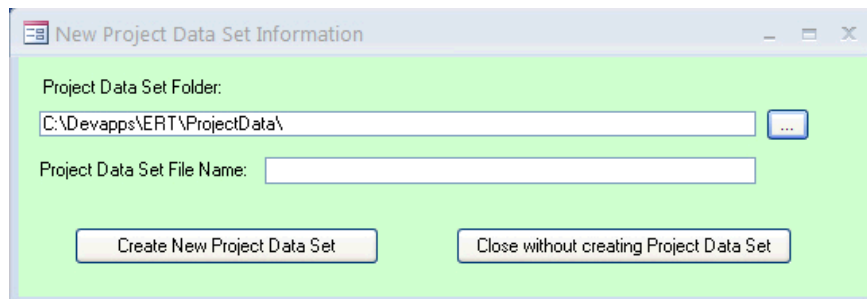 New Project Data Set Information
Project Data Set Folder:
C:\Devapps\ERT\ProjectData\
...
Project Data Set File Name:
Create New Project Data Set
Close without creating Project Data Set